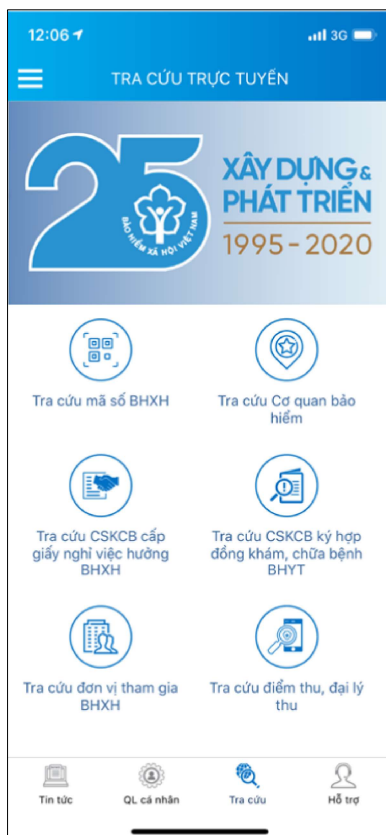 12:06
3G
TRA CỨU TRỰC TUYẾN
25
XÂY DỰNG &
PHÁT TRIỂN
1995 - 2020
BẢO HIỂM XÃ HỘI VIỆT NAM
Tra cứu mã số BHXH
Tra cứu Cơ quan bảo
hiểm
Tra cứu CSKCB cấp
giấy nghỉ việc hưởng
BHXH
Tra cứu CSKCB ký hợp
đồng khám, chữa bệnh
BHYT
Tra cứu đơn vị tham gia
BHXH
Tra cứu điểm thu, đại lý
thu
Tin tức
QL cá nhân
Tra cứu
Hỗ trợ